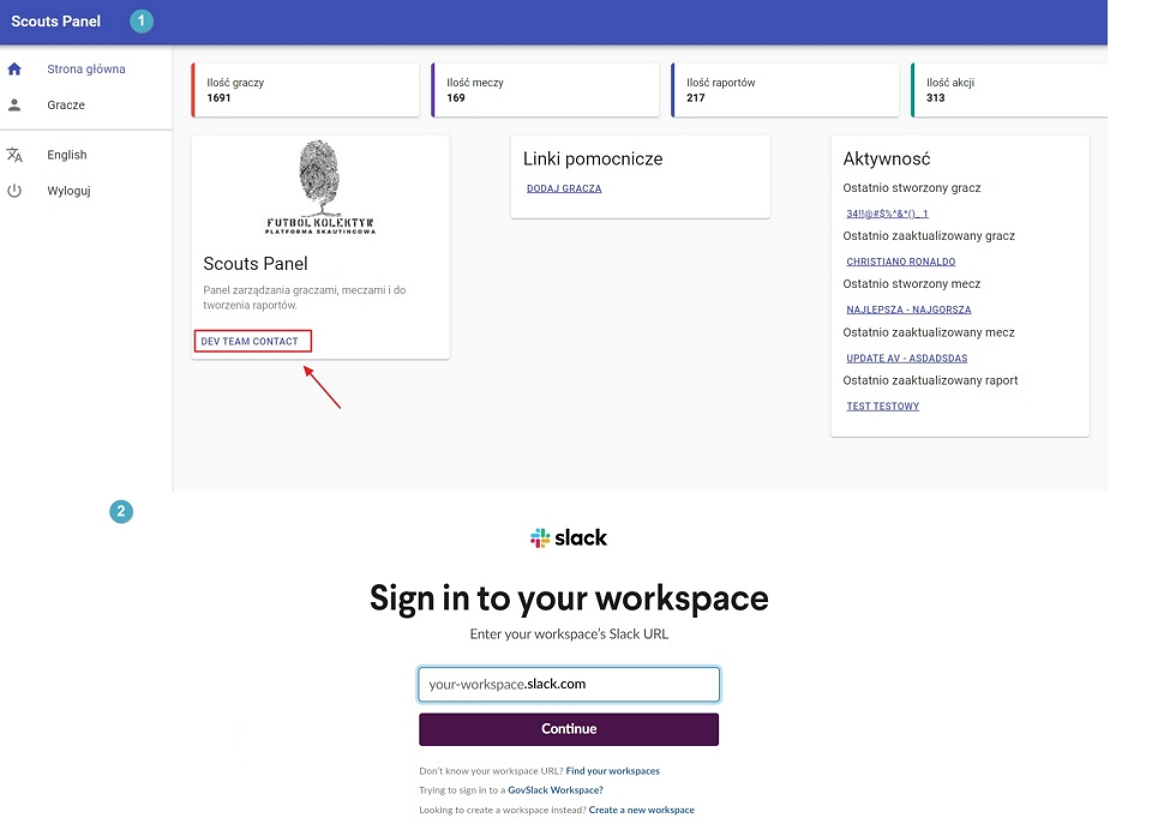 Scouts Panel 1
Strona główna
Gracze
English
Wyloguj
Ilość graczy
1691
Ilość meczy
169
Ilość raportów
217
Ilość akcji
313
FUTBOL KOLEKTYW
PLATFORMA SKAUTINGOWA
Scouts Panel
Panel zarządzania graczami, meczami i do
tworzenia raportów.
DEV TEAM CONTACT
Linki pomocnicze
DODAJ GRACZA
Aktywnosć
Ostatnio stworzony gracz
34!!@#$%^&*()_ 1
Ostatnio zaaktualizowany gracz
CHRISTIANO RONALDO
Ostatnio stworzony mecz
NAJLEPSZA - NAJGORSZA
Ostatnio zaaktualizowany mecz
UPDATE AV - ASDADSDAS
Ostatnio zaaktualizowany raport
TEST TESTOWY
2
slack
Sign in to your workspace
Enter your workspace's Slack URL
your-workspace.slack.com
Continue
Don't know your workspace URL? Find your workspaces
Trying to sign in to a GovSlack Workspace?
Looking to create a workspace instead? Create a new workspace